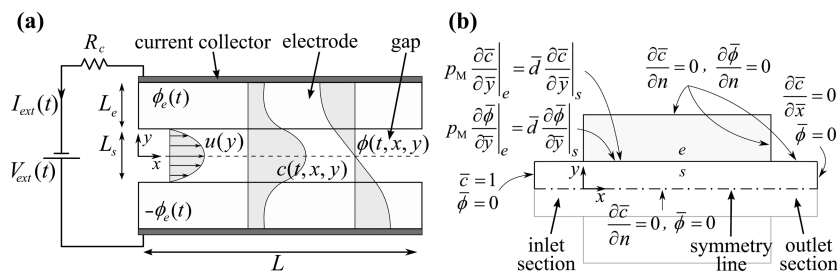 (a)
R_c
current collector
electrode
gap
I_ext(t)
V_ext(t)
L_e
L_s
ϕ_e(t)
y
x
u(y)
c(t, x, y)
ϕ(t, x, y)
-ϕ_e(t)
L
(b)
p_M ∂c̄/∂ȳ|_e = d̄ ∂c̄/∂ȳ|_s
p_M ∂ϕ̄/∂ȳ|_e = d̄ ∂ϕ̄/∂ȳ|_s
∂c̄/∂n = 0 , ∂ϕ̄/∂n = 0
∂c̄/∂x̄ = 0
ϕ̄ = 0
e
s
y
x
c̄ = 1
ϕ̄ = 0
∂c̄/∂n = 0, ϕ̄ = 0
inlet
section
symmetry
line
outlet
section